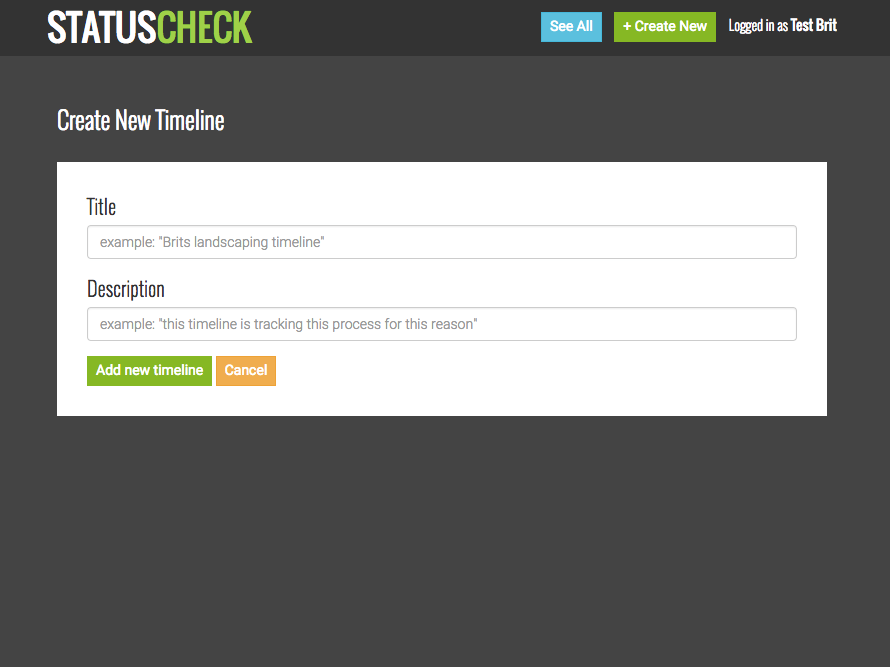 STATUSCHECK
See All
+ Create New
Logged in as Test Brit
Create New Timeline
Title
example: "Brits landscaping timeline"
Description
example: "this timeline is tracking this process for this reason"
Add new timeline
Cancel